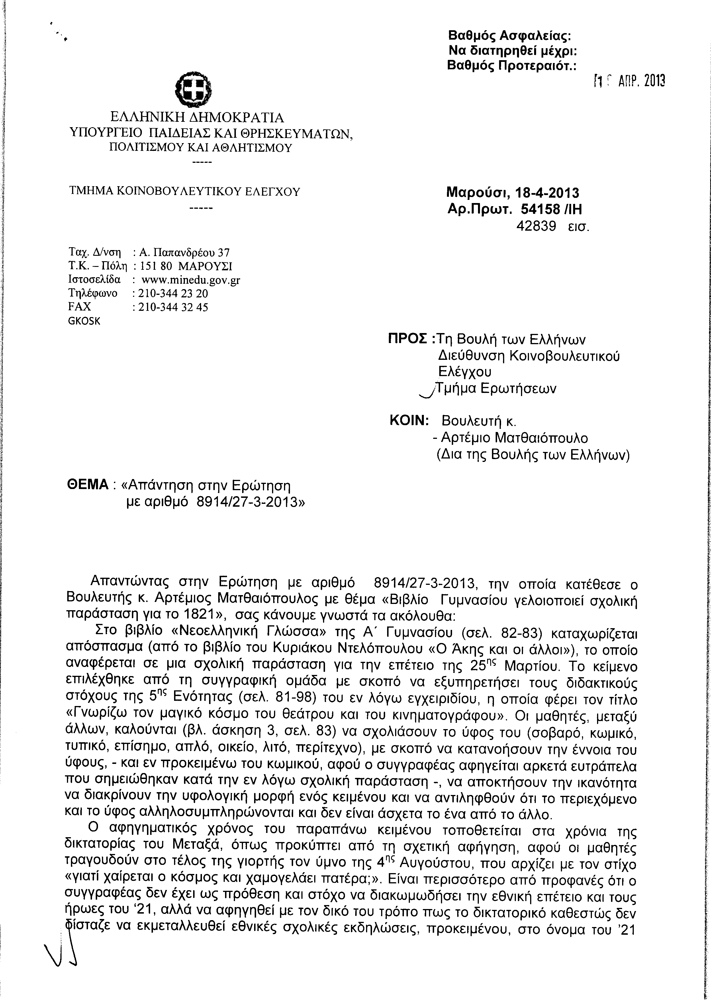 Βαθμός Ασφαλείας:
Να διατηρηθεί μέχρι:
Βαθμός Προτεραιότ.:
ΑΠΡ. 2013
ΕΛΛΗΝΙΚΗ ΔΗΜΟΚΡΑΤΙΑ
ΥΠΟΥΡΓΕΙΟ ΠΑΙΔΕΙΑΣ ΚΑΙ ΘΡΗΣΚΕΥΜΑΤΩΝ,
ΠΟΛΙΤΙΣΜΟΥ ΚΑΙ ΑΘΛΗΤΙΣΜΟΥ
-----
ΤΜΗΜΑ ΚΟΙΝΟΒΟΥΛΕΥΤΙΚΟΥ ΕΛΕΓΧΟΥ
-----
Μαρούσι, 18-4-2013
Αρ.Πρωτ. 54158 /ΙΗ
42839 εισ.
Ταχ. Δ/νση : Α. Παπανδρέου 37
Τ.Κ. – Πόλη : 151 80 ΜΑΡΟΥΣΙ
Ιστοσελίδα : www.minedu.gov.gr
Τηλέφωνο : 210-344 23 20
FAX : 210-344 32 45
GKOSK
ΠΡΟΣ :Τη Βουλή των Ελλήνων
Διεύθυνση Κοινοβουλευτικού
Ελέγχου
Τμήμα Ερωτήσεων
ΚΟΙΝ: Βουλευτή κ.
- Αρτέμιο Ματθαιόπουλο
(Δια της Βουλής των Ελλήνων)
ΘΕΜΑ : «Απάντηση στην Ερώτηση
με αριθμό 8914/27-3-2013»
Απαντώντας στην Ερώτηση με αριθμό 8914/27-3-2013, την οποία κατέθεσε ο
Βουλευτής κ. Αρτέμιος Ματθαιόπουλος με θέμα «Βιβλίο Γυμνασίου γελοιοποιεί σχολική
παράσταση για το 1821», σας κάνουμε γνωστά τα ακόλουθα:
Στο βιβλίο «Νεοελληνική Γλώσσα» της Α΄ Γυμνασίου (σελ. 82-83) καταχωρίζεται
απόσπασμα (από το βιβλίο του Κυριάκου Ντελόπουλου «Ο Άκης και οι άλλοι»), το οποίο
αναφέρεται σε μια σχολική παράσταση για την επέτειο της 25ης Μαρτίου. Το κείμενο
επιλέχθηκε από τη συγγραφική ομάδα με σκοπό να εξυπηρετήσει τους διδακτικούς
στόχους της 5ης Ενότητας (σελ. 81-98) του εν λόγω εγχειριδίου, η οποία φέρει τον τίτλο
«Γνωρίζω τον μαγικό κόσμο του θεάτρου και του κινηματογράφου». Οι μαθητές, μεταξύ
άλλων, καλούνται (βλ. άσκηση 3, σελ. 83) να σχολιάσουν το ύφος του (σοβαρό, κωμικό,
τυπικό, επίσημο, απλό, οικείο, λιτό, περίτεχνο), με σκοπό να κατανοήσουν την έννοια του
ύφους, - και εν προκειμένω του κωμικού, αφού ο συγγραφέας αφηγείται αρκετά ευτράπελα
που σημειώθηκαν κατά την εν λόγω σχολική παράσταση -, να αποκτήσουν την ικανότητα
να διακρίνουν την υφολογική μορφή ενός κειμένου και να αντιληφθούν ότι το περιεχόμενο
και το ύφος αλληλοσυμπληρώνονται και δεν είναι άσχετα το ένα από το άλλο.
Ο αφηγηματικός χρόνος του παραπάνω κειμένου τοποθετείται στα χρόνια της
δικτατορίας του Μεταξά, όπως προκύπτει από τη σχετική αφήγηση, αφού οι μαθητές
τραγουδούν στο τέλος της γιορτής τον ύμνο της 4ης Αυγούστου, που αρχίζει με τον στίχο
«γιατί χαίρεται ο κόσμος και χαμογελάει πατέρα;». Είναι περισσότερο από προφανές ότι ο
συγγραφέας δεν έχει ως πρόθεση και στόχο να διακωμωδήσει την εθνική επέτειο και τους
ήρωες του ‘21, αλλά να αφηγηθεί με τον δικό του τρόπο πως το δικτατορικό καθεστώς δεν
δίσταζε να εκμεταλλευθεί εθνικές σχολικές εκδηλώσεις, προκειμένου, στο όνομα του ’21